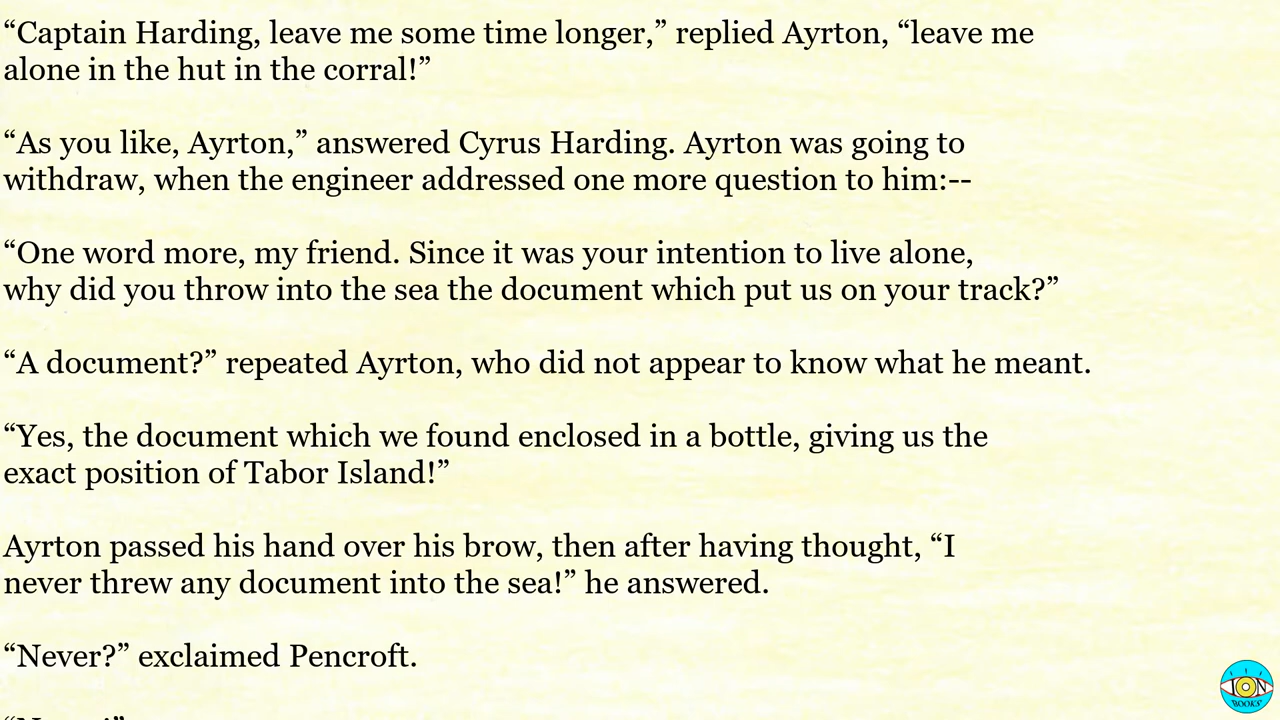 “Captain Harding, leave me some time longer,” replied Ayrton, “leave me
alone in the hut in the corral!”
“As you like, Ayrton,” answered Cyrus Harding. Ayrton was going to
withdraw, when the engineer addressed one more question to him:--
“One word more, my friend. Since it was your intention to live alone,
why did you throw into the sea the document which put us on your track?”
“A document?” repeated Ayrton, who did not appear to know what he meant.
“Yes, the document which we found enclosed in a bottle, giving us the
exact position of Tabor Island!”
Ayrton passed his hand over his brow, then after having thought, “I
never threw any document into the sea!” he answered.
“Never?” exclaimed Pencroft.
ION
BOOKS